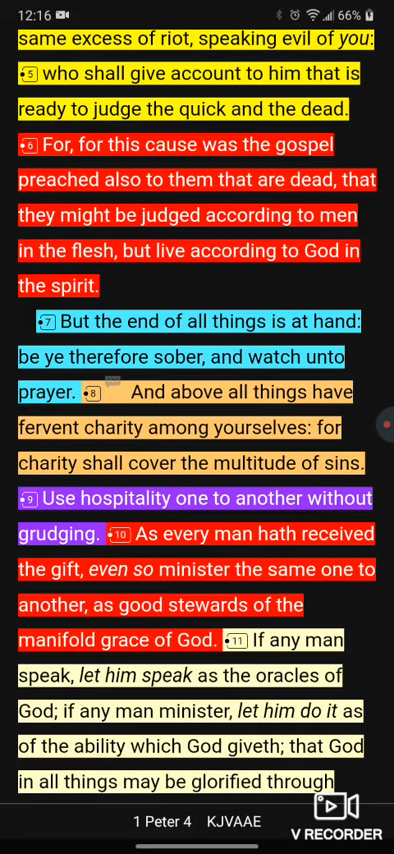 12:16 66%
same excess of riot, speaking evil of you:
5 who shall give account to him that is
ready to judge the quick and the dead.
6 For, for this cause was the gospel
preached also to them that are dead, that
they might be judged according to men
in the flesh, but live according to God in
the spirit.
7 But the end of all things is at hand:
be ye therefore sober, and watch unto
prayer. 8 And above all things have
fervent charity among yourselves: for
charity shall cover the multitude of sins.
9 Use hospitality one to another without
grudging. 10 As every man hath received
the gift, even so minister the same one to
another, as good stewards of the
manifold grace of God. 11 If any man
speak, let him speak as the oracles of
God; if any man minister, let him do it as
of the ability which God giveth; that God
in all things may be glorified through
1 Peter 4 KJVAAE
V RECORDER